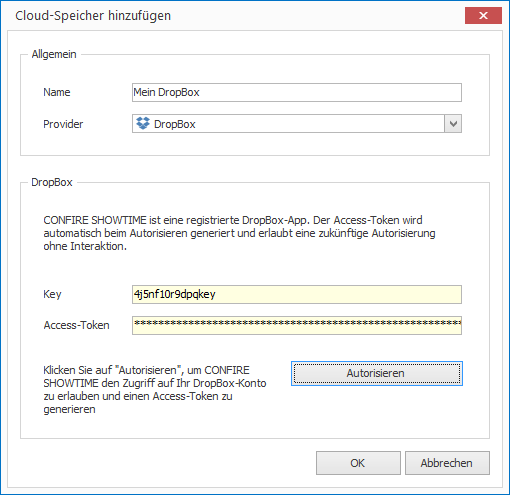 Cloud-Speicher hinzufügen
Allgemein
Name
Mein DropBox
Provider
DropBox
DropBox
CONFIRE SHOWTIME ist eine registrierte DropBox-App. Der Access-Token wird
automatisch beim Autorisieren generiert und erlaubt eine zukünftige Autorisierung
ohne Interaktion.
Key
4j5nf10r9dpqkey
Access-Token
*******************************************************
Klicken Sie auf "Autorisieren", um CONFIRE
SHOWTIME den Zugriff auf Ihr DropBox-Konto
zu erlauben und einen Access-Token zu
generieren
Autorisieren
OK
Abbrechen